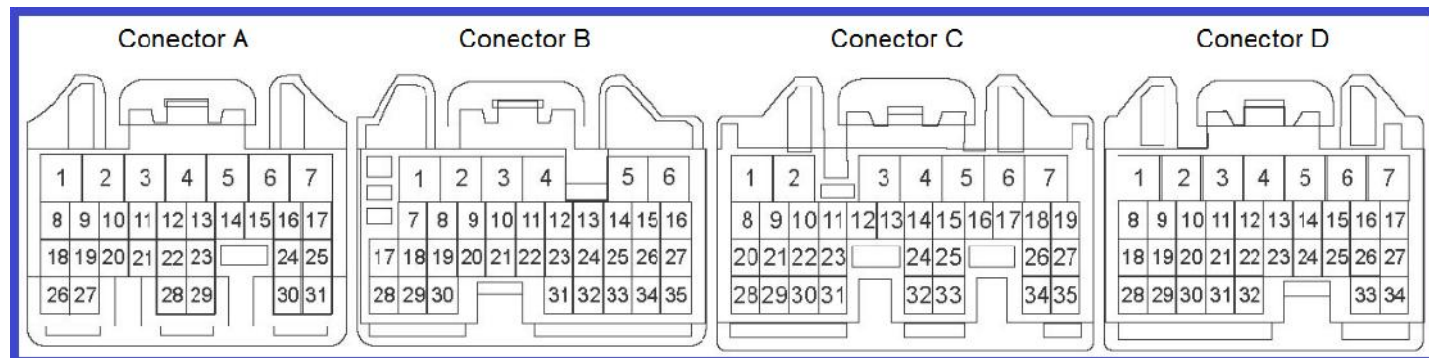 Conector A
Conector B
Conector C
Conector D
1 2 3 4 5 6 7
8 9 10 11 12 13 14 15 16 17
18 19 20 21 22 23 24 25
26 27 28 29 30 31
1 2 3 4 5 6
7 8 9 10 11 12 13 14 15 16
17 18 19 20 21 22 23 24 25 26 27
28 29 30 31 32 33 34 35
1 2 3 4 5 6 7
8 9 10 11 12 13 14 15 16 17 18 19
20 21 22 23 24 25 26 27
28 29 30 31 32 33 34 35
1 2 3 4 5 6 7
8 9 10 11 12 13 14 15 16 17
18 19 20 21 22 23 24 25 26 27
28 29 30 31 32 33 34